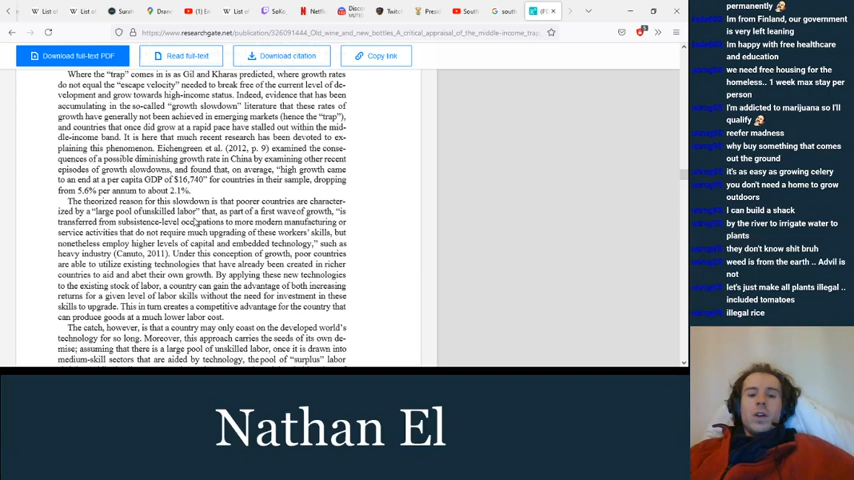 List of
List of
Suran
Draw
(1) E
List of
SeKo
Netfl
Disco
Twitch
Presi
South
south
(PD
https://www.researchgate.net/publication/326091444_Old_wine_and_new_bottles_A_critical_appraisal_of_the_middle-income_trap
Download full-text PDF
Read full-text
Download citation
Copy link
Where the “trap” comes in is as Gil and Kharas predicted, where growth rates
do not equal the “escape velocity” needed to break free of the current level of de-
velopment and grow towards high-income status. Indeed, evidence that has been
accumulating in the so-called “growth slowdown” literature that these rates of
growth have generally not been achieved in emerging markets (hence the “trap”),
and countries that once did grow at a rapid pace have stalled out within the mid-
dle-income band. It is here that much recent research has been devoted to ex-
plaining this phenomenon. Eichengreen et al. (2012, p. 9) examined the conse-
quences of a possible diminishing growth rate in China by examining other recent
episodes of growth slowdowns, and found that, on average, “high growth came
to an end at a per capita GDP of $16,740” for countries in their sample, dropping
from 5.6% per annum to about 2.1%.
The theorized reason for this slowdown is that poorer countries are character-
ized by a “large pool of unskilled labor” that, as part of a first wave of growth, “is
transferred from subsistence-level occupations to more modern manufacturing or
service activities that do not require much upgrading of these workers’ skills, but
nonetheless employ higher levels of capital and embedded technology,” such as
heavy industry (Canuto, 2011). Under this conception of growth, poor countries
are able to utilize existing technologies that have already been created in richer
countries to aid and abet their own growth. By applying these new technologies
to the existing stock of labor, a country can gain the advantage of both increasing
returns for a given level of labor skills without the need for investment in these
skills to upgrade. This in turn creates a competitive advantage for the country that
can produce goods at a much lower labor cost.
The catch, however, is that a country may only coast on the developed world’s
technology for so long. Moreover, this approach carries the seeds of its own de-
mise; assuming that there is a large pool of unskilled labor, once it is drawn into
medium-skill sectors that are aided by technology, the pool of “surplus” labor
permanently
Im from Finland, our government
is very left leaning
Im happy with free healthcare
and education
we need free housing for the
homeless.. 1 week max stay per
person
I'm addicted to marijuana so I'll
qualify
reefer madness
why buy something that comes
out the ground
it's as easy as growing celery
you don't need a home to grow
outdoors
I can build a shack
by the river to irrigate water to
plants
they don't know shit bruh
weed is from the earth .. Advil is
not
let's just make all plants illegal ..
included tomatoes
illegal rice
Nathan El